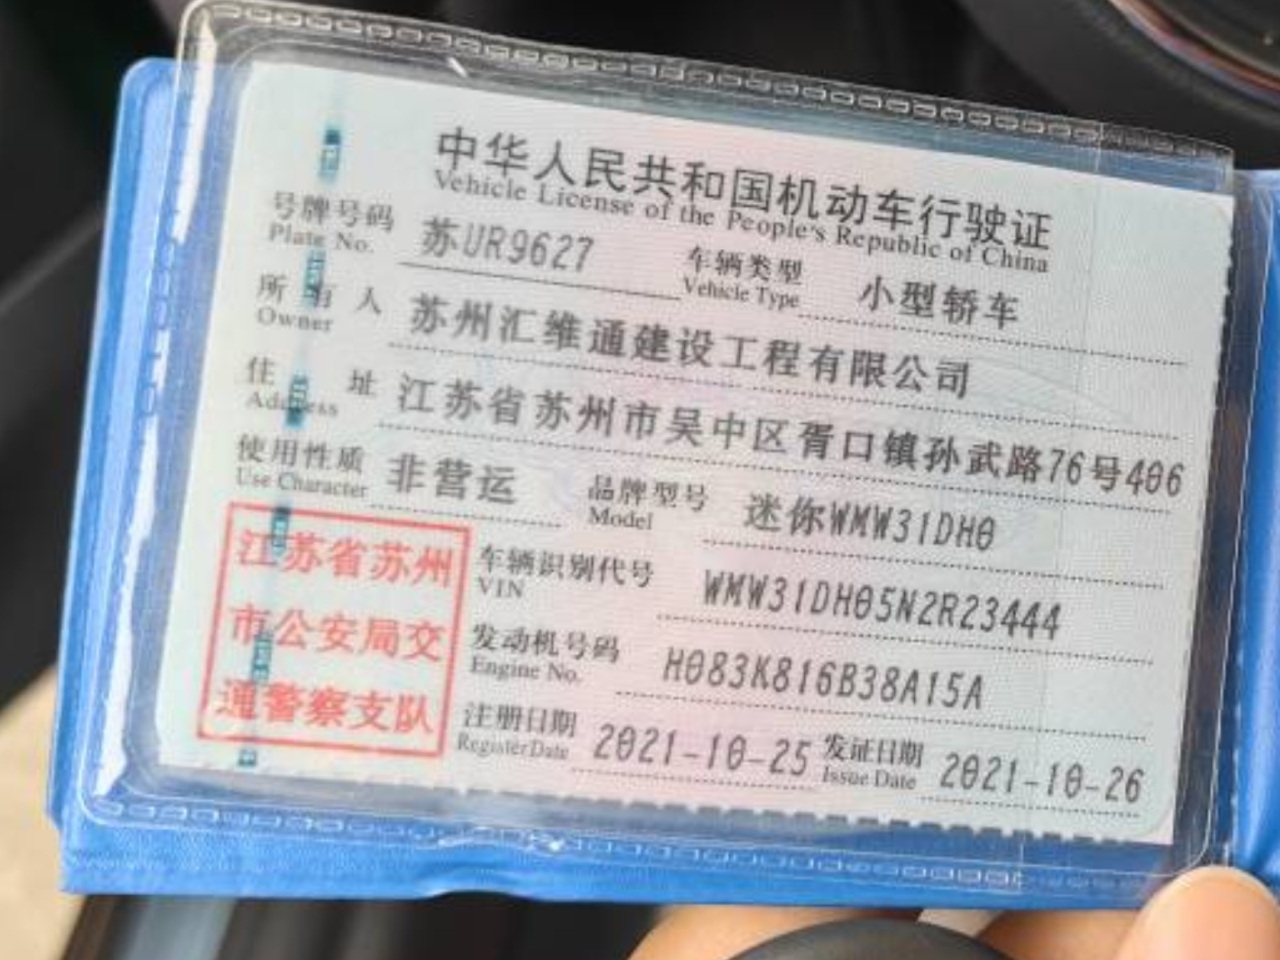 中华人民共和国机动车行驶证
Vehicle License of the People's Republic of China
号牌号码 苏UR9627 车辆类型 小型轿车
Plate No. Vehicle Type
所有人 苏州汇维通建设工程有限公司
Owner
住址 江苏省苏州市吴中区胥口镇孙武路76号406
Address
使用性质 非营运 品牌型号 迷你WMW31DH0
Use Character Model
江苏省苏州
市公安局交
通警察支队
车辆识别代号 WMW31DH05N2R23444
VIN
发动机号码 H083K816B38A15A
Engine No.
注册日期 2021-10-25 发证日期 2021-10-26
Register Date Issue Date